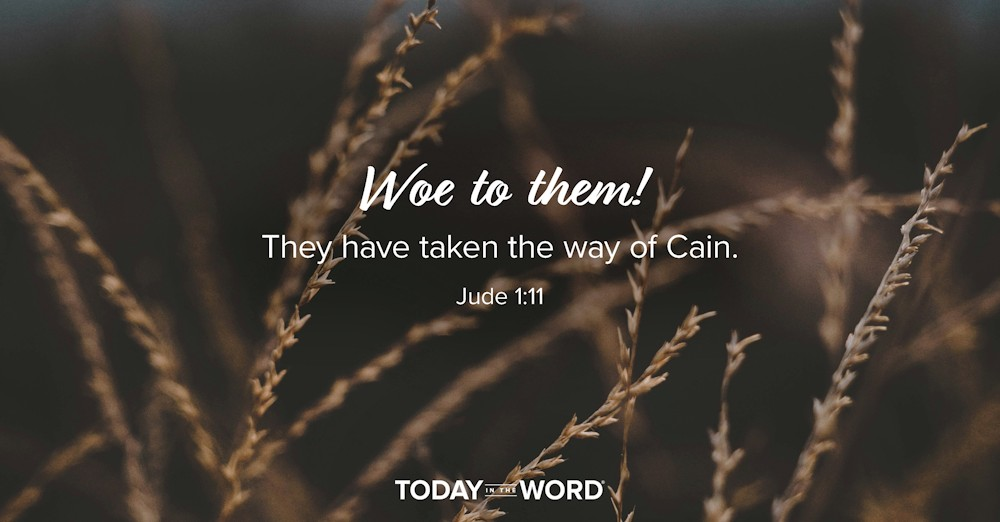 Woe to them!
They have taken the way of Cain.
Jude 1:11
TODAY IN THE WORD®